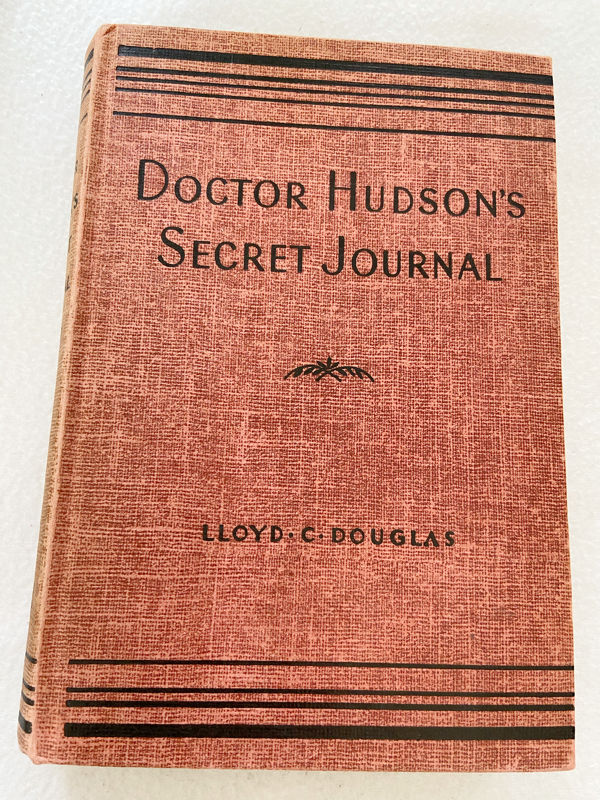 DOCTOR HUDSON'S
SECRET JOURNAL
LLOYD·C·DOUGLAS